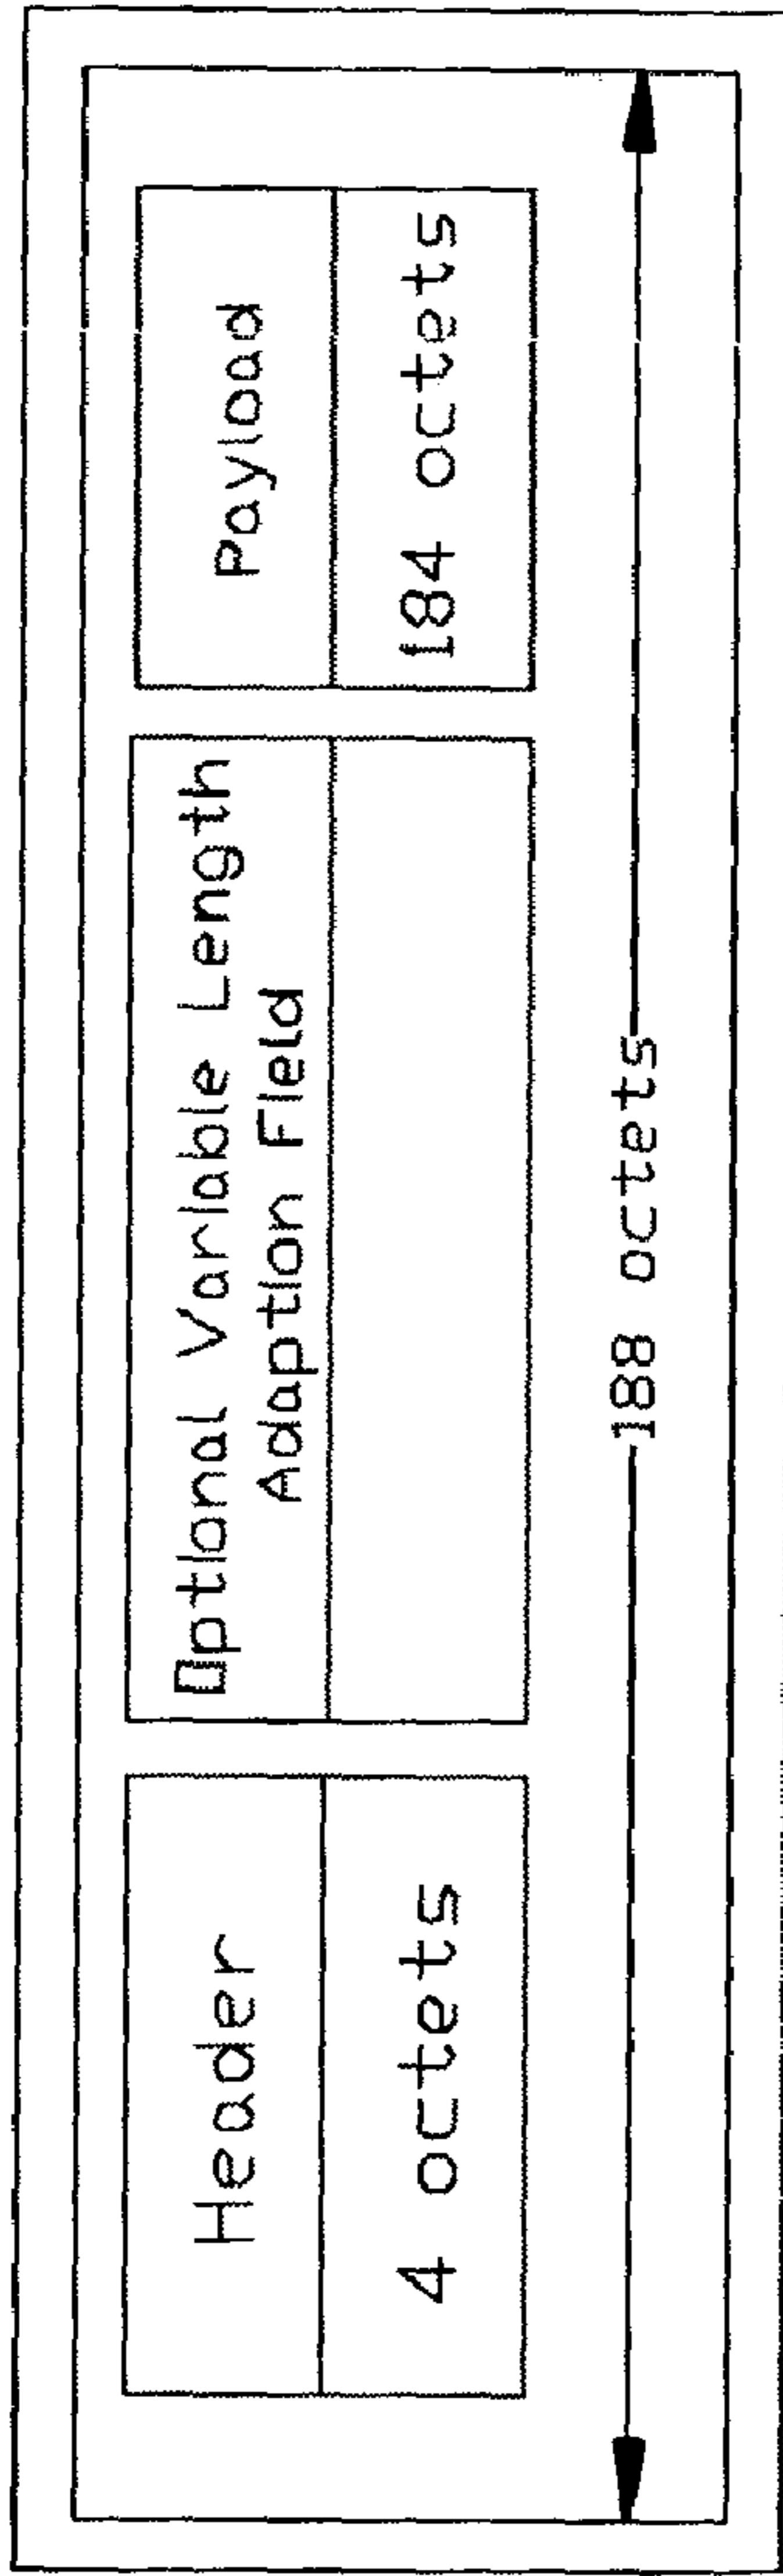 Header
4 octets
Optional Variable Length
Adaption Field
Payload
184 octets
188 octets